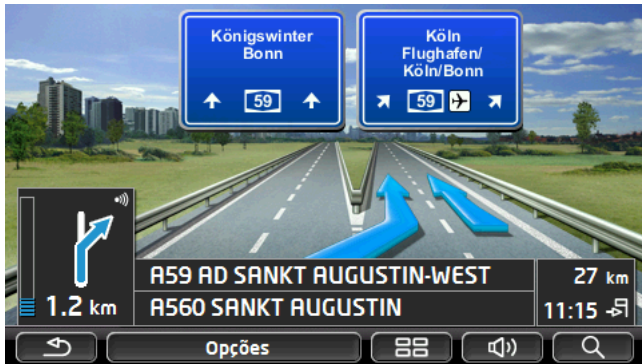 Königswinter
Bonn
59
Köln
Flughafen/
Köln/Bonn
59
1.2 km
A59 AD SANKT AUGUSTIN-WEST
A560 SANKT AUGUSTIN
27 km
11:15
Opções